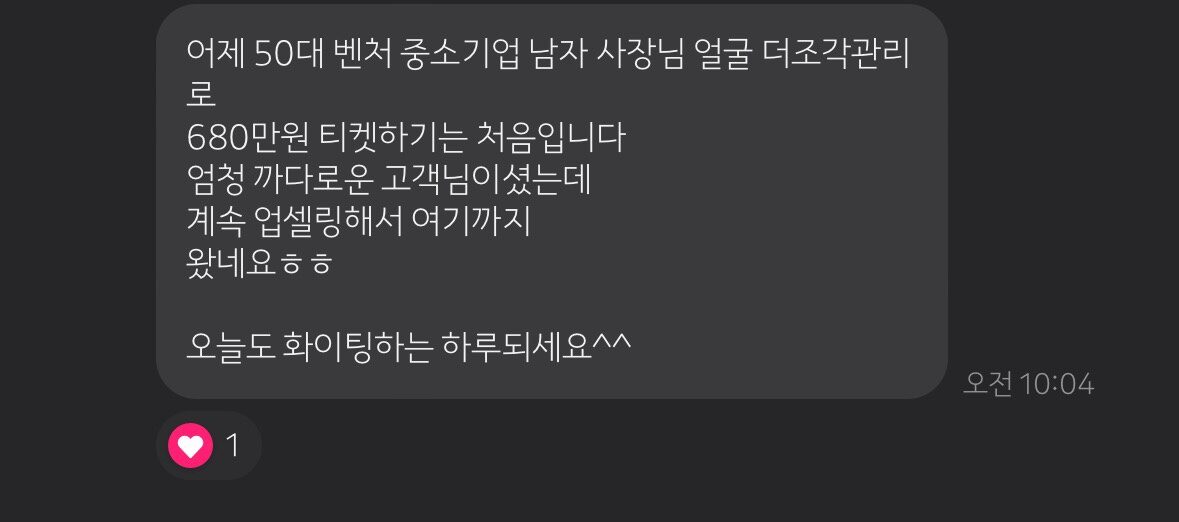 어제 50대 벤처 중소기업 남자 사장님 얼굴 더조각관리
로
680만원 티켓하기는 처음입니다
엄청 까다로운 고객님이셨는데
계속 업셀링해서 여기까지
왔네요ㅎㅎ
오늘도 화이팅하는 하루되세요^^
오전 10:04
1